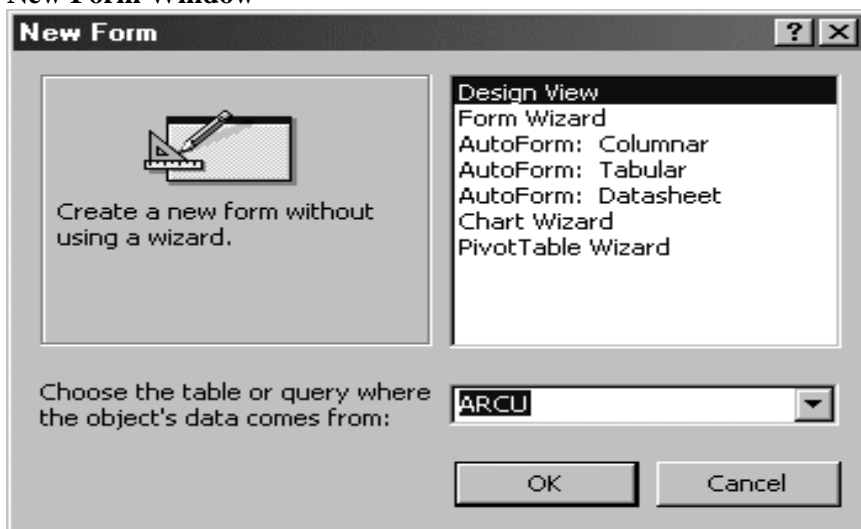 New Form Window
New Form
Create a new form without
using a wizard.
Design View
Form Wizard
AutoForm: Columnar
AutoForm: Tabular
AutoForm: Datasheet
Chart Wizard
PivotTable Wizard
Choose the table or query where
the object's data comes from:
ARCU
OK
Cancel